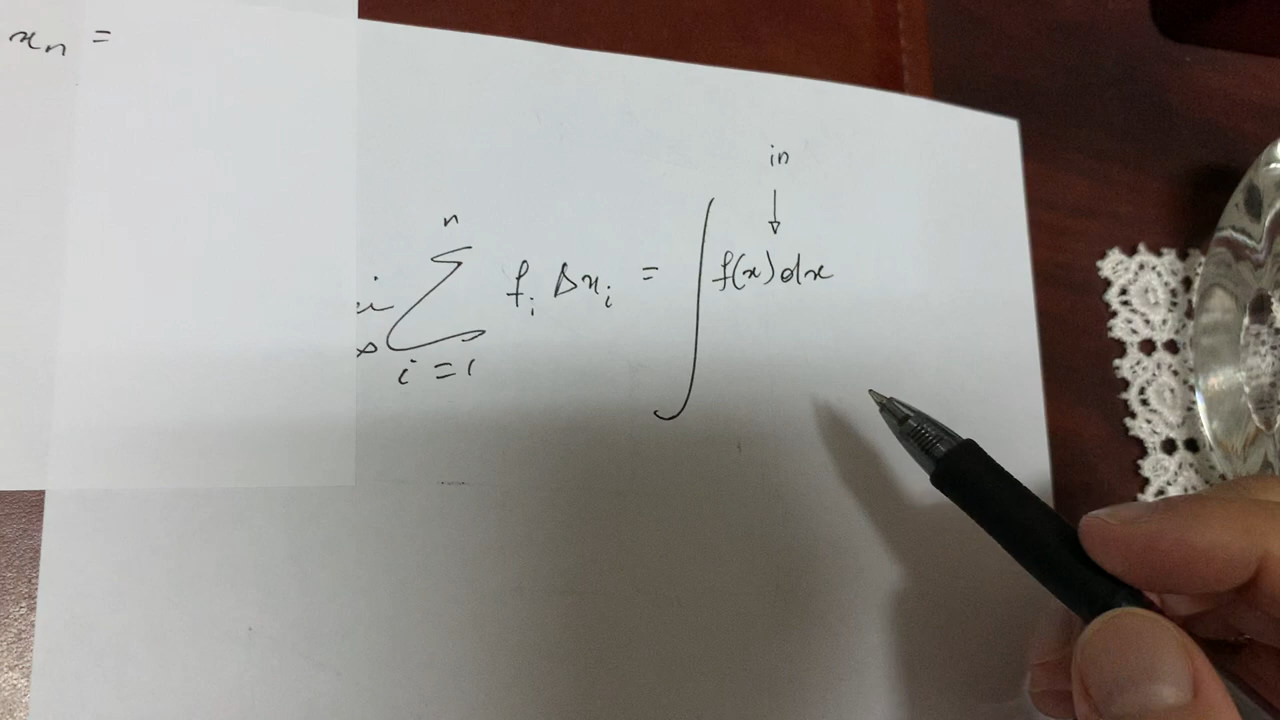 xₙ =
in
↓
n
∑ fᵢ Δxᵢ = ∫ f(x) dx
i = 1